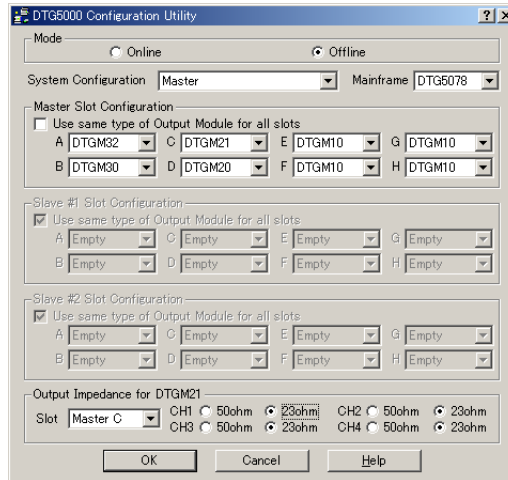 DTG5000 Configuration Utility
Mode
Online Offline
System Configuration Master Mainframe DTG5078
Master Slot Configuration
Use same type of Output Module for all slots
A DTGM32 C DTGM21 E DTGM10 G DTGM10
B DTGM30 D DTGM20 F DTGM10 H DTGM10
Slave #1 Slot Configuration
Use same type of Output Module for all slots
A Empty C Empty E Empty G Empty
B Empty D Empty F Empty H Empty
Slave #2 Slot Configuration
Use same type of Output Module for all slots
A Empty C Empty E Empty G Empty
B Empty D Empty F Empty H Empty
Output Impedance for DTGM21
Slot Master C CH1 50ohm 23ohm CH2 50ohm 23ohm
CH3 50ohm 23ohm CH4 50ohm 23ohm
OK Cancel Help